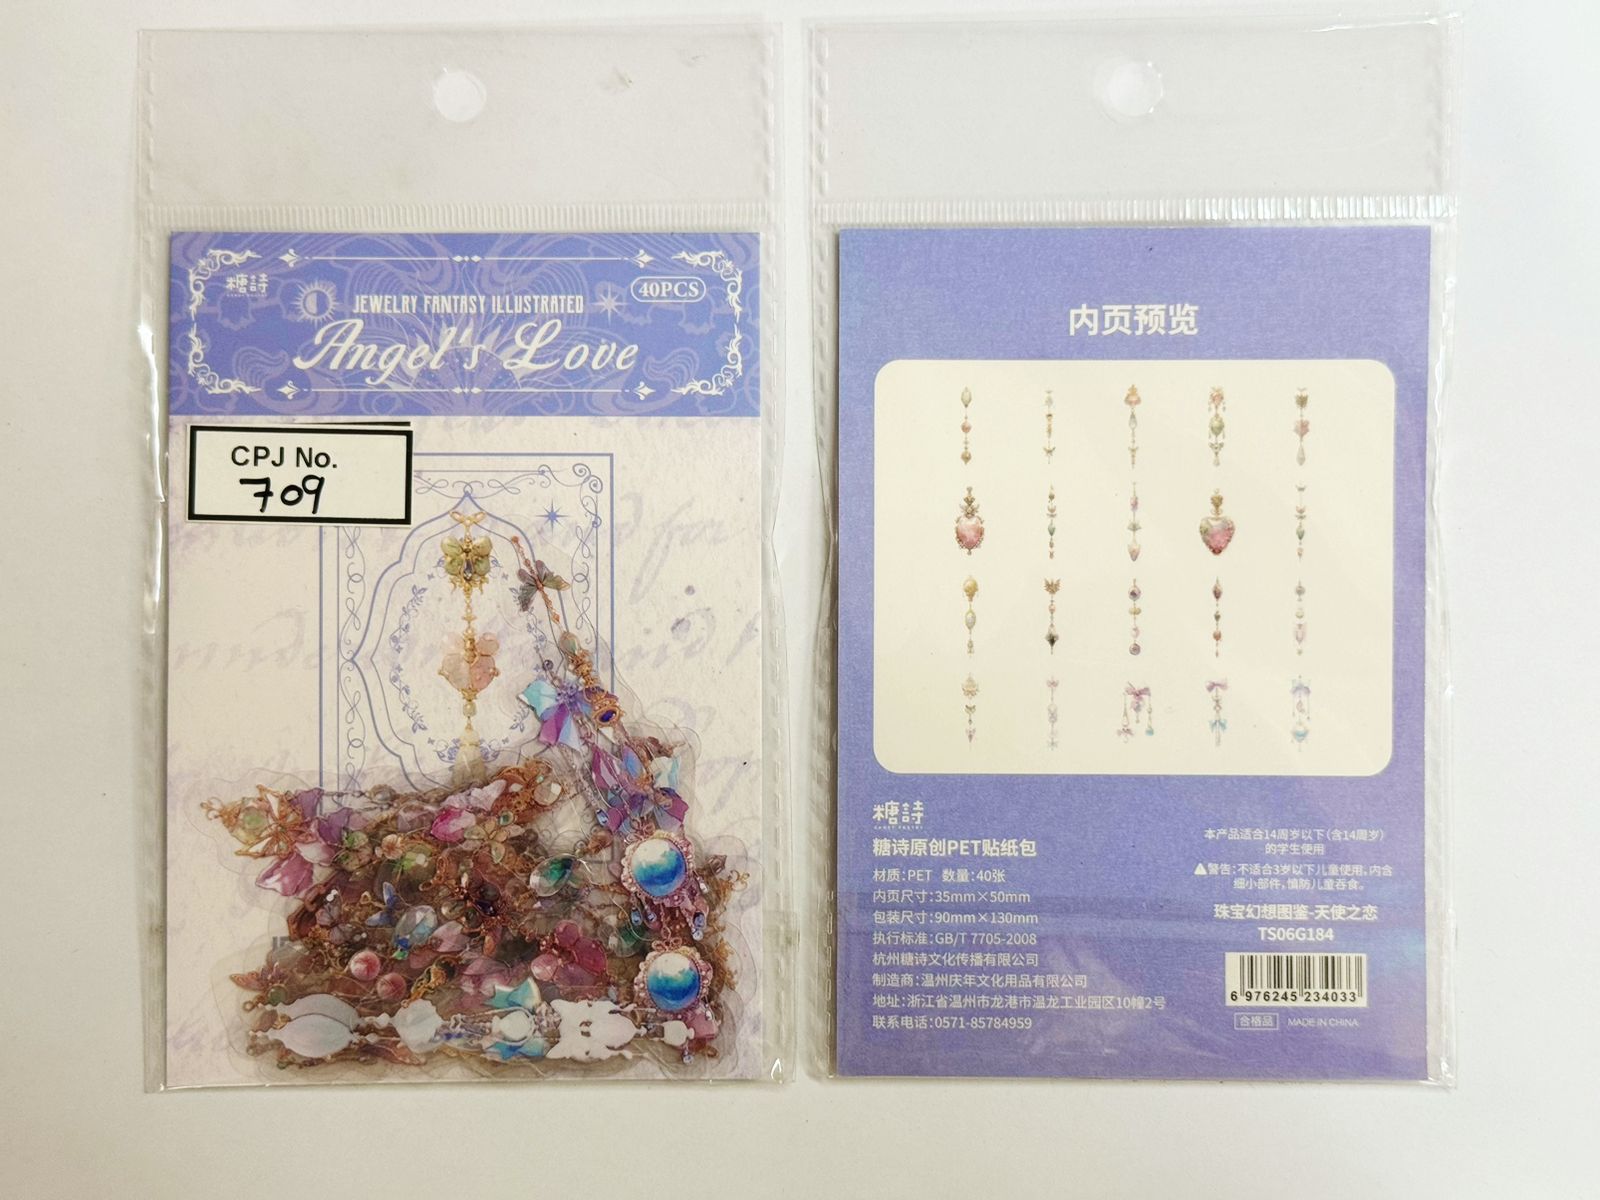 糖詩
40PCS
JEWELRY FANTASY ILLUSTRATED
Angel's Love
CPJ No.
709
内页预览
糖詩
糖诗原创PET贴纸包
材质:PET 数量:40张
内页尺寸:35mm×50mm
包装尺寸:90mm×130mm
执行标准:GB/T 7705-2008
杭州糖诗文化传播有限公司
制造商:温州庆年文化用品有限公司
地址:浙江省温州市龙港市温龙工业园区10幢2号
联系电话:0571-85784959
本产品适合14周岁以下(含14周岁)
的学生使用
▲警告:不适合3岁以下儿童使用,内含
细小部件,慎防儿童吞食。
珠宝幻想图鉴-天使之恋
TS06G184
6 976245 234033
合格品 MADE IN CHINA